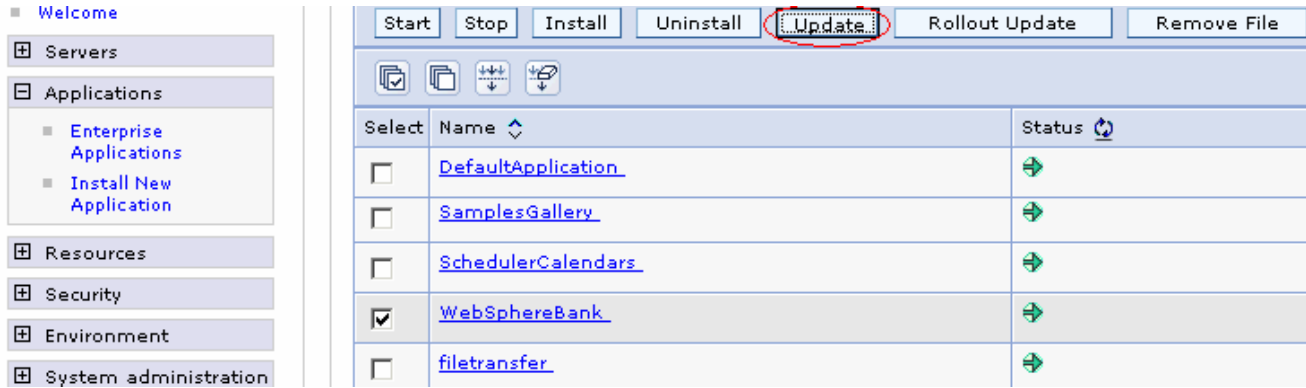 Welcome
Servers
Applications
Enterprise
Applications
Install New
Application
Resources
Security
Environment
System administration
Start Stop Install Uninstall Update Rollout Update Remove File
Select Name Status
DefaultApplication
SamplesGallery
SchedulerCalendars
WebSphereBank
filetransfer